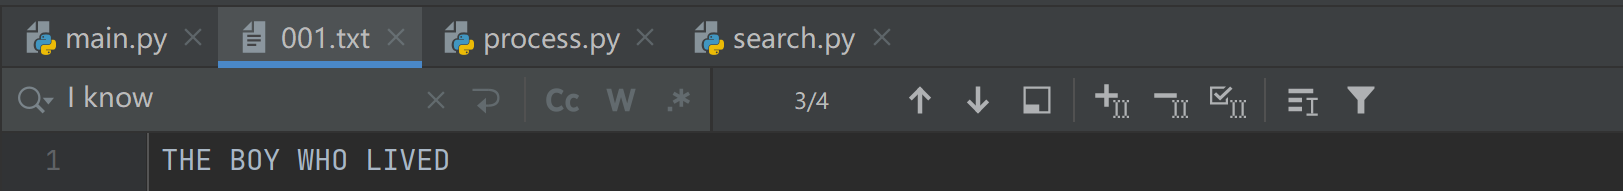 main.py 001.txt process.py search.py
I know Cc W .* 3/4
1 THE BOY WHO LIVED